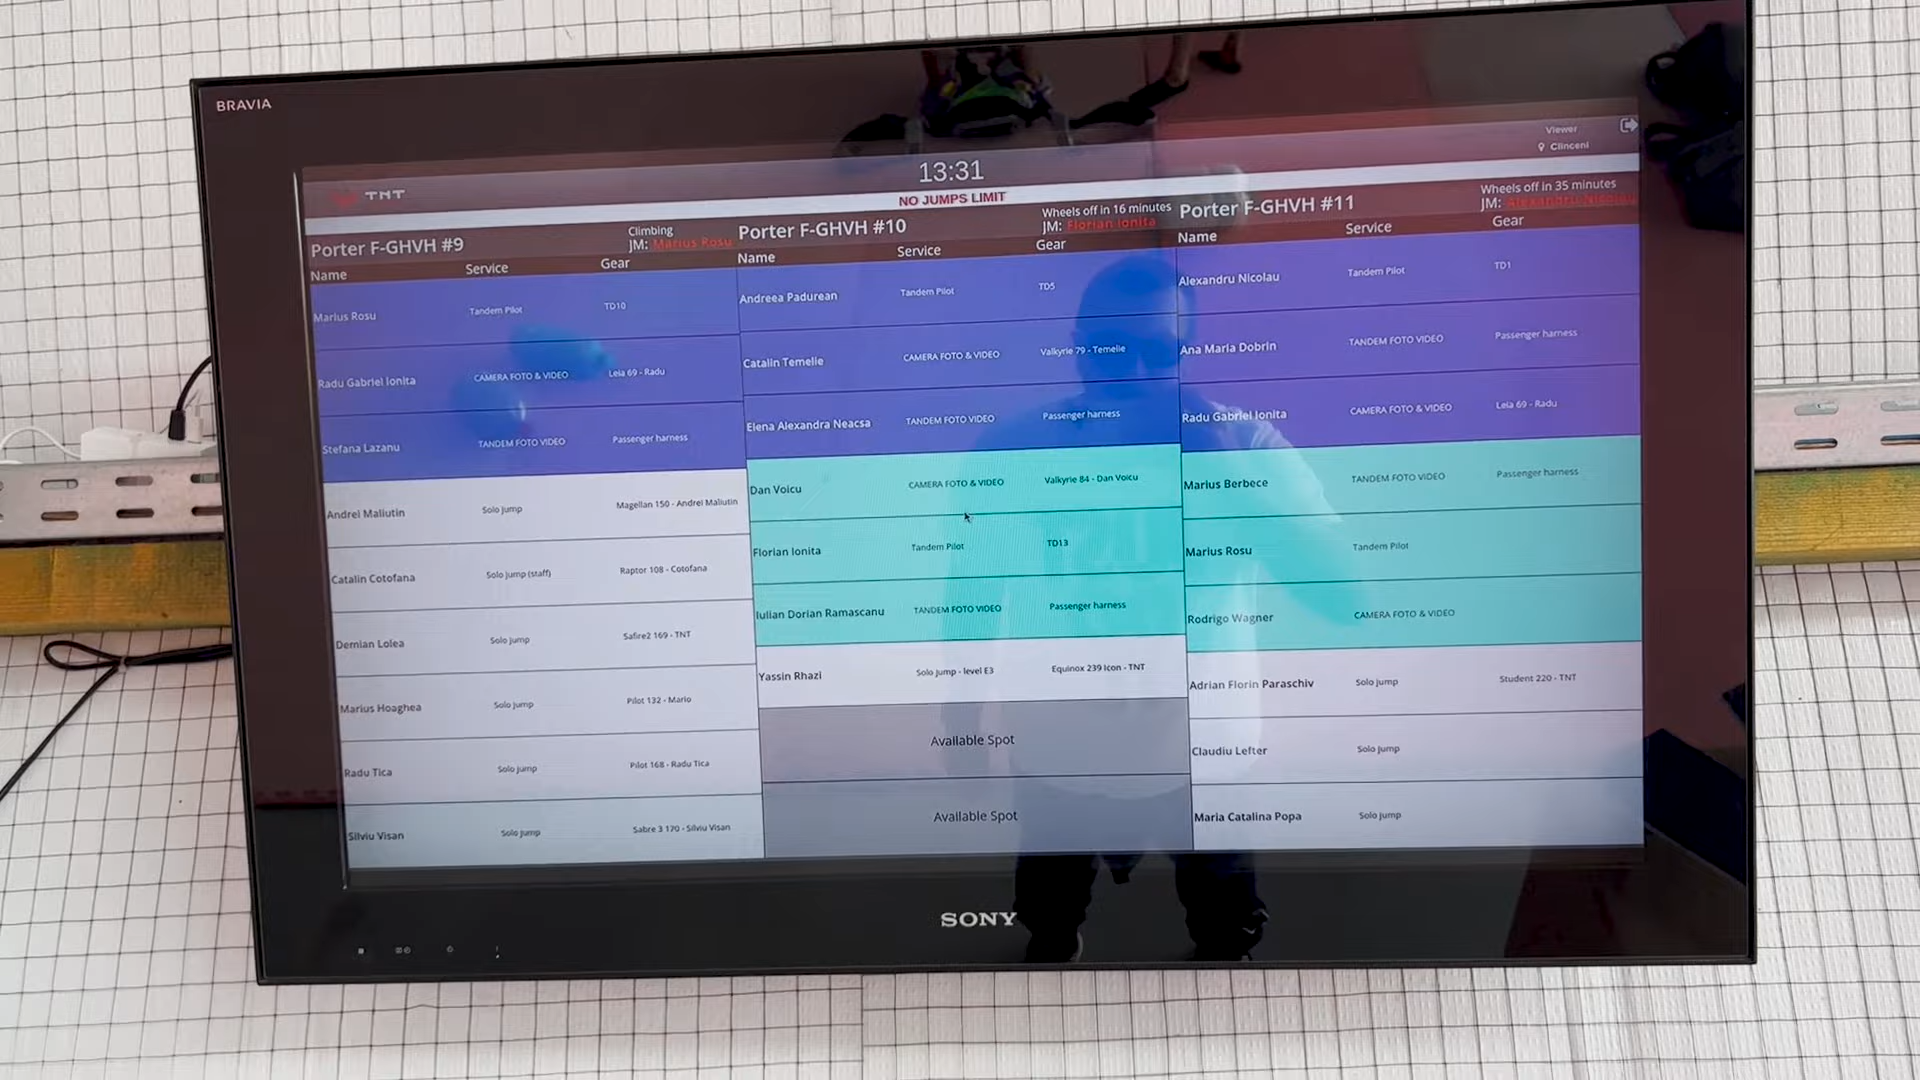 BRAVIA
TNT
13:31
Viewer
Clinceni
NO JUMPS LIMIT
Porter F-GHVH #9
Climbing
JM: Marius Rosu
Name Service Gear
Marius Rosu Tandem Pilot TD10
Radu Gabriel Ionita CAMERA FOTO & VIDEO Leia 69 - Radu
Stefana Lazanu TANDEM FOTO VIDEO Passenger harness
Andrei Maliutin Solo jump Magellan 150 - Andrei Maliutin
Catalin Cotofana Solo jump (staff) Raptor 108 - Cotofana
Demian Lolea Solo jump Safire2 169 - TNT
Marius Hoaghea Solo jump Pilot 132 - Mario
Radu Tica Solo jump Pilot 168 - Radu Tica
Silviu Visan Solo jump Sabre 3 170 - Silviu Visan
Porter F-GHVH #10
Wheels off in 16 minutes
JM: Florian Ionita
Name Service Gear
Andreea Padurean Tandem Pilot TD5
Catalin Temelie CAMERA FOTO & VIDEO Valkyrie 79 - Temelie
Elena Alexandra Neacsa TANDEM FOTO VIDEO Passenger harness
Dan Voicu CAMERA FOTO & VIDEO Valkyrie 84 - Dan Voicu
Florian Ionita Tandem Pilot TD13
Iulian Dorian Ramascanu TANDEM FOTO VIDEO Passenger harness
Yassin Rhazi Solo jump - level E3 Equinox 239 Icon - TNT
Available Spot
Available Spot
Porter F-GHVH #11
Wheels off in 35 minutes
JM: Alexandru Nicolau
Name Service Gear
Alexandru Nicolau Tandem Pilot TD1
Ana Maria Dobrin TANDEM FOTO VIDEO Passenger harness
Radu Gabriel Ionita CAMERA FOTO & VIDEO Leia 69 - Radu
Marius Berbece TANDEM FOTO VIDEO Passenger harness
Marius Rosu Tandem Pilot
Rodrigo Wagner CAMERA FOTO & VIDEO
Adrian Florin Paraschiv Solo jump Student 220 - TNT
Claudiu Lefter Solo jump
Maria Catalina Popa Solo jump
SONY